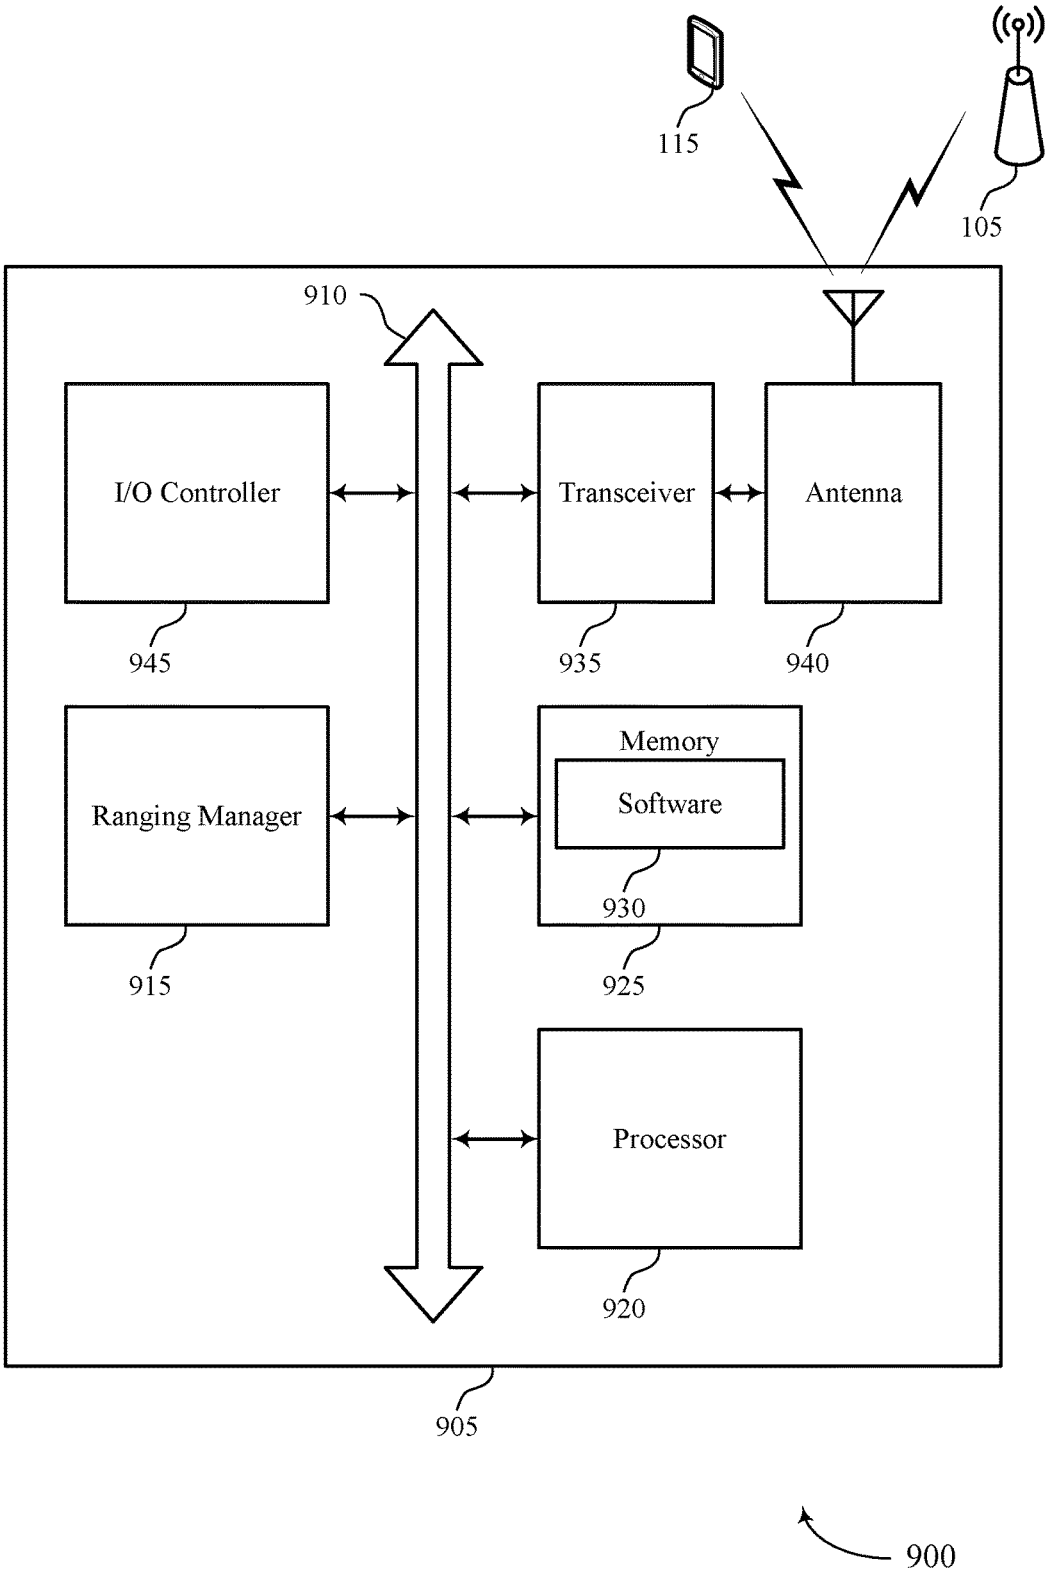 115
105
910
I/O Controller
Transceiver
Antenna
945
935
940
Memory
Ranging Manager
Software
930
915
925
Processor
920
905
900